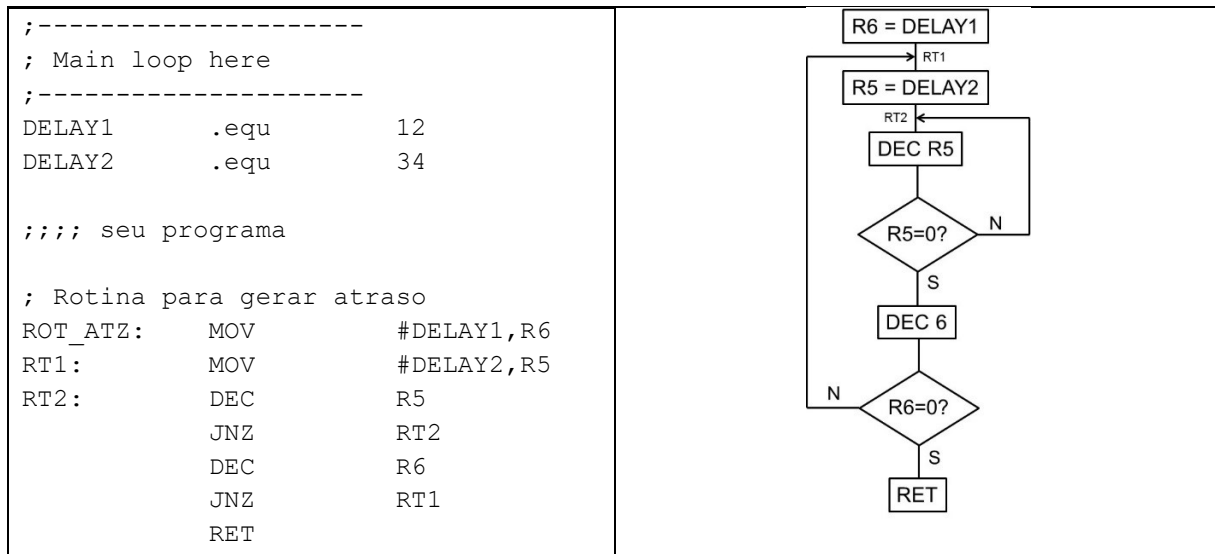 ;----------------------
; Main loop here
;---------------------
DELAY1 .equ 12
DELAY2 .equ 34
;;;; seu programa
; Rotina para gerar atraso
ROT_ATZ: MOV #DELAY1,R6
RT1: MOV #DELAY2,R5
RT2: DEC R5
JNZ RT2
DEC R6
JNZ RT1
RET
R6 = DELAY1
RT1
R5 = DELAY2
RT2
DEC R5
R5=0?
N
S
DEC 6
N
R6=0?
S
RET